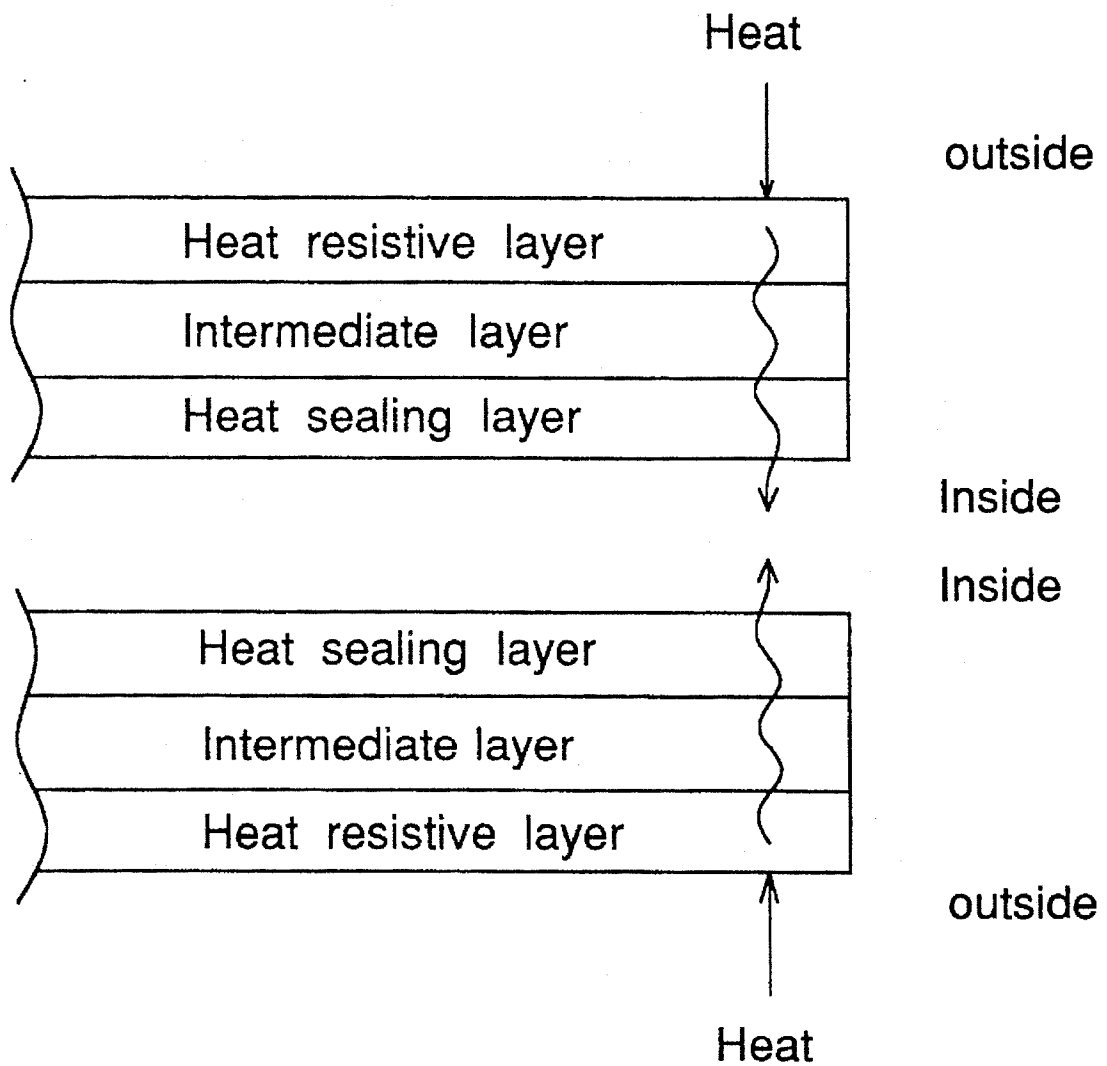 Heat
outside
Heat resistive layer
Intermediate layer
Heat sealing layer
Inside
Inside
Heat sealing layer
Intermediate layer
Heat resistive layer
outside
Heat